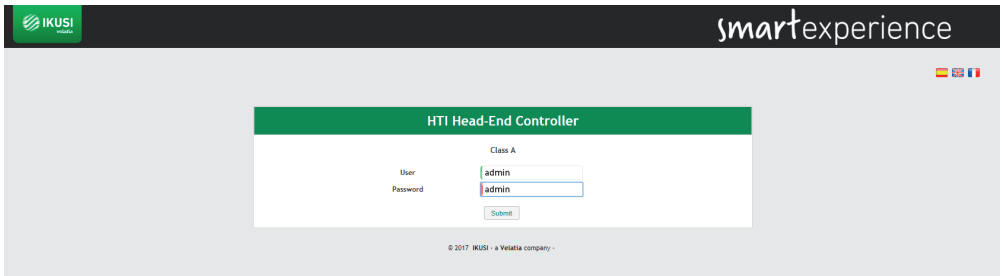 IKUSI
velatia
smartexperience
HTI Head-End Controller
Class A
User admin
Password admin
Submit
© 2017 IKUSI - a Velatia company -